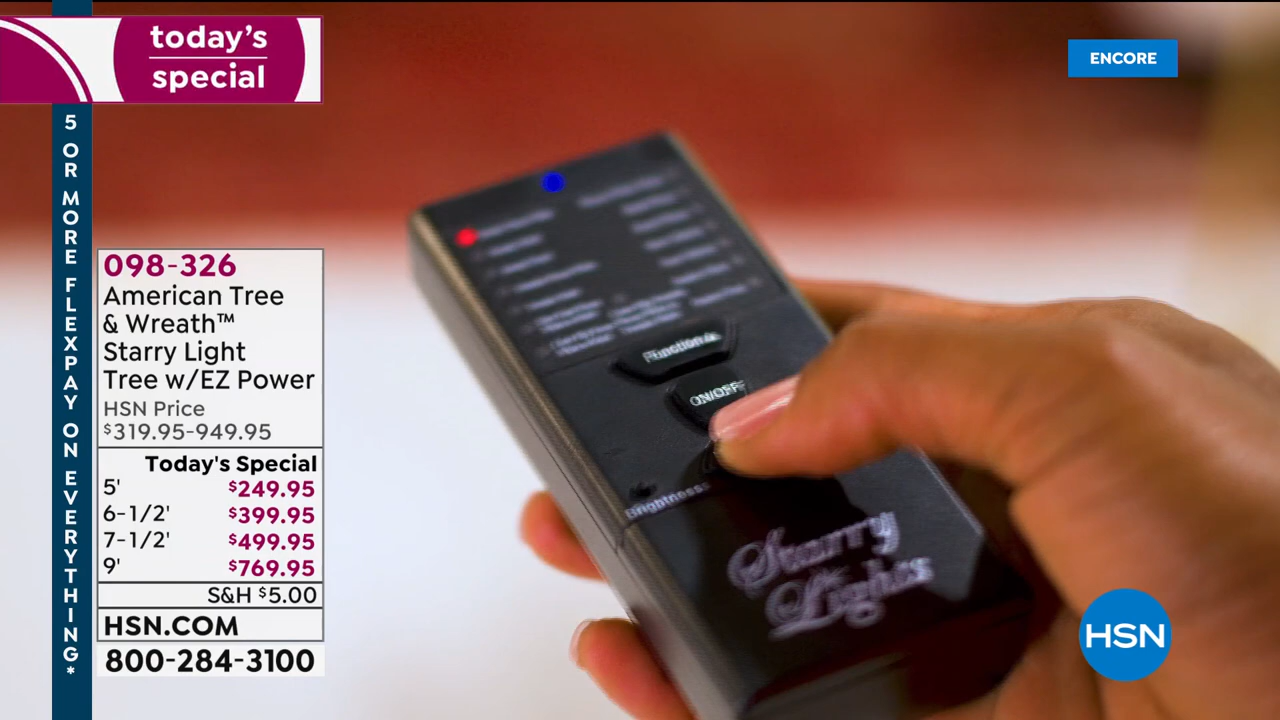 today's
special
ENCORE
5 OR MORE FLEXPAY ON EVERYTHING*
098-326
American Tree
& Wreath™
Starry Light
Tree w/EZ Power
HSN Price
$319.95-949.95
Today's Special
5' $249.95
6-1/2' $399.95
7-1/2' $499.95
9' $769.95
S&H $5.00
HSN.COM
800-284-3100
Function
ON/OFF
Brightness
Starry
Lights
HSN